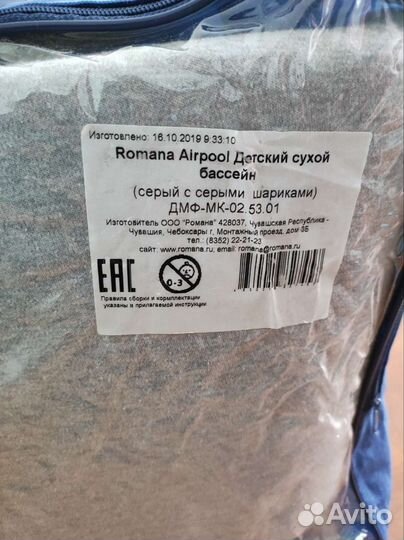 Изготовлено: 16.10.2019 9:33:10
Romana Airpool Детский сухой
бассейн
(серый с серыми шариками)
ДМФ-МК-02.53.01
Изготовитель ООО "Романа" 428037, Чувашская Республика -
Чувашия, Чебоксары г, Монтажный проезд, дом 6Б
тел.: (8352) 22-21-23
сайт: www.romana.ru, email: romana@romana.ru
EAC
0-3
Правила сборки и комплектации
указаны в прилагаемой инструкции
Avito